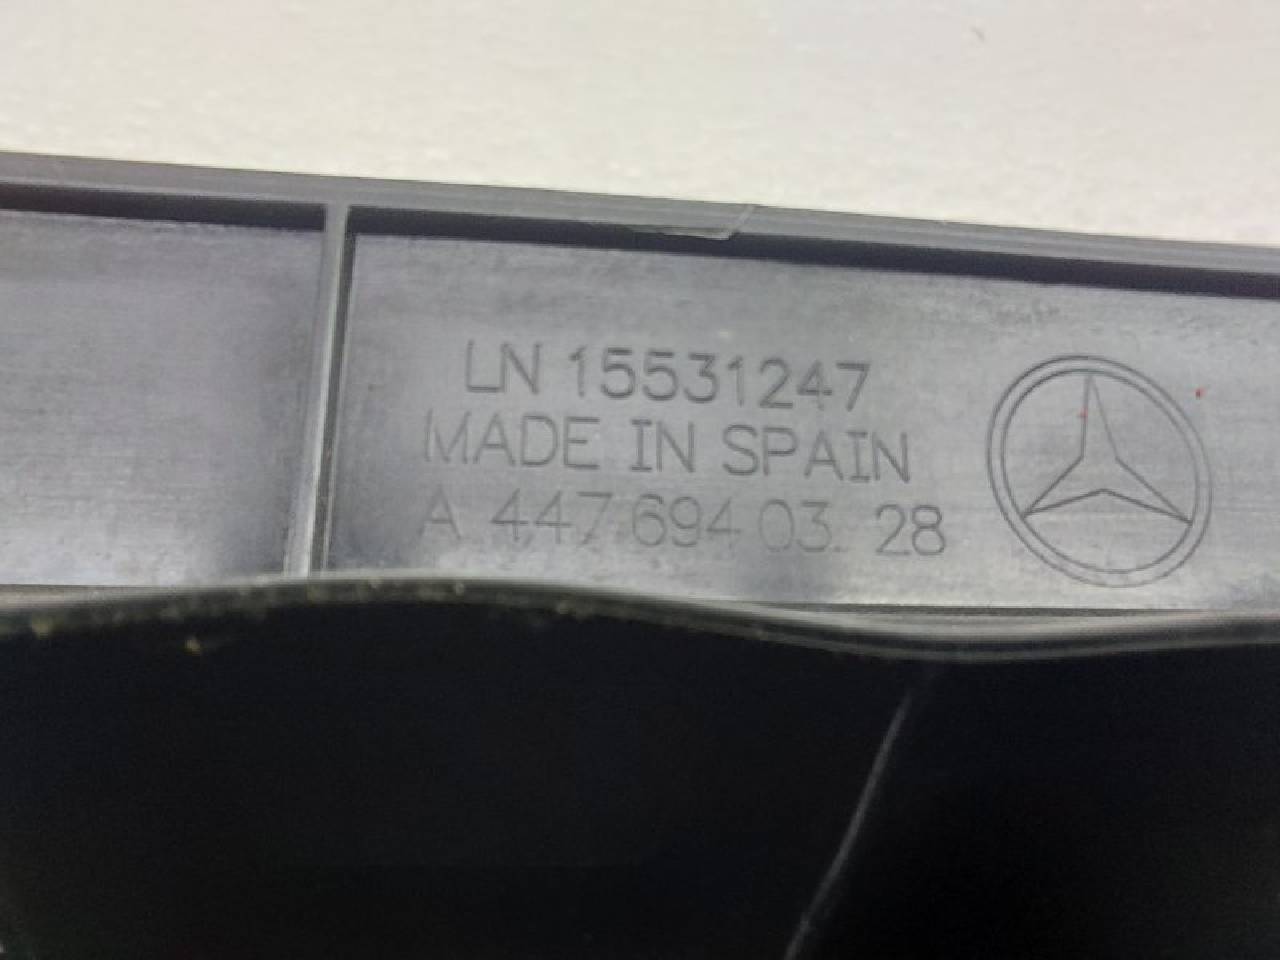 LN 15531247
MADE IN SPAIN
A 447 694 03 28